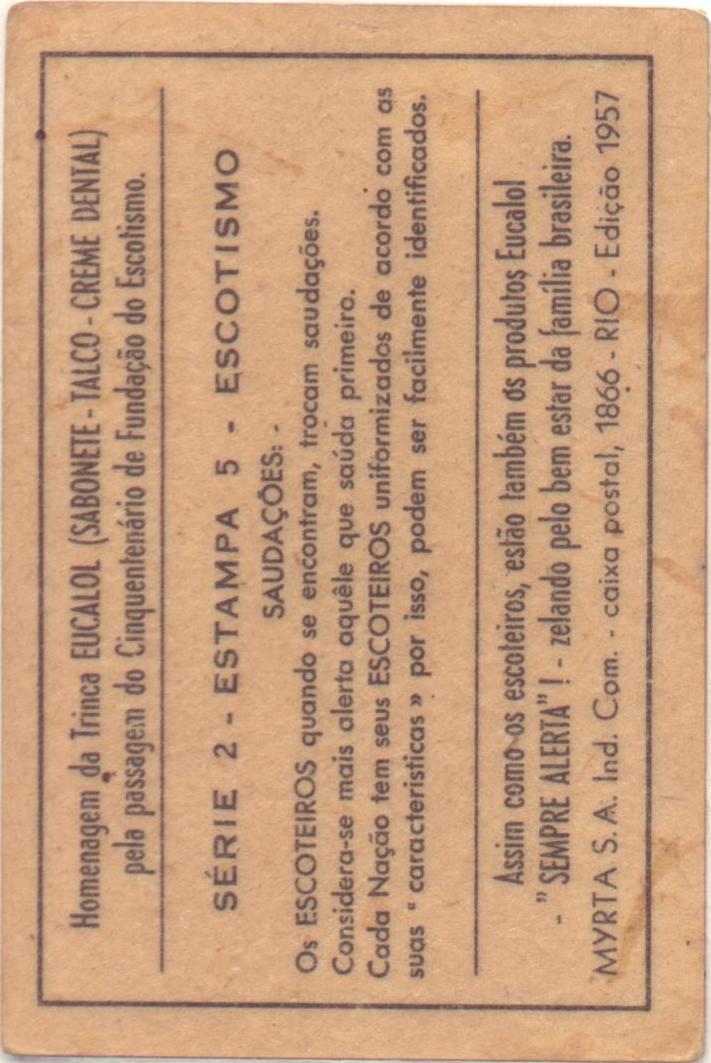 Homenagem da Trinca EUCALOL (SABONETE - TALCO - CREME DENTAL)
pela passagem do Cinquentenário de Fundação do Escotismo.
SÉRIE 2 - ESTAMPA 5 - ESCOTISMO
SAUDAÇÕES: -
Os ESCOTEIROS quando se encontram, trocam saudações.
Considera-se mais alerta aquêle que saúda primeiro.
Cada Nação tem seus ESCOTEIROS uniformizados de acordo com as
suas " caracteristicas » por isso, podem ser facilmente identificados.
Assim como os escoteiros, estão também os produtos Eucalol
- " SEMPRE ALERTA" ! - zelando pelo bem estar da família brasileira.
MYRTA S. A. Ind. Com. - caixa postal, 1866 - RIO - Edição 1957